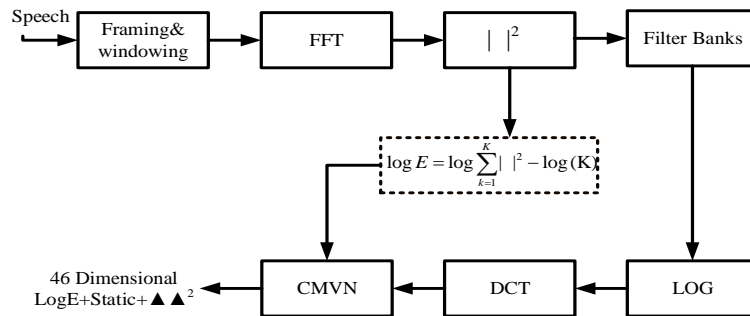 Speech
Framing&
windowing
FFT
| |²
Filter Banks
log E = log ∑_{k=1}^{K} | |² − log (K)
46 Dimensional
LogE+Static+▲▲²
CMVN
DCT
LOG